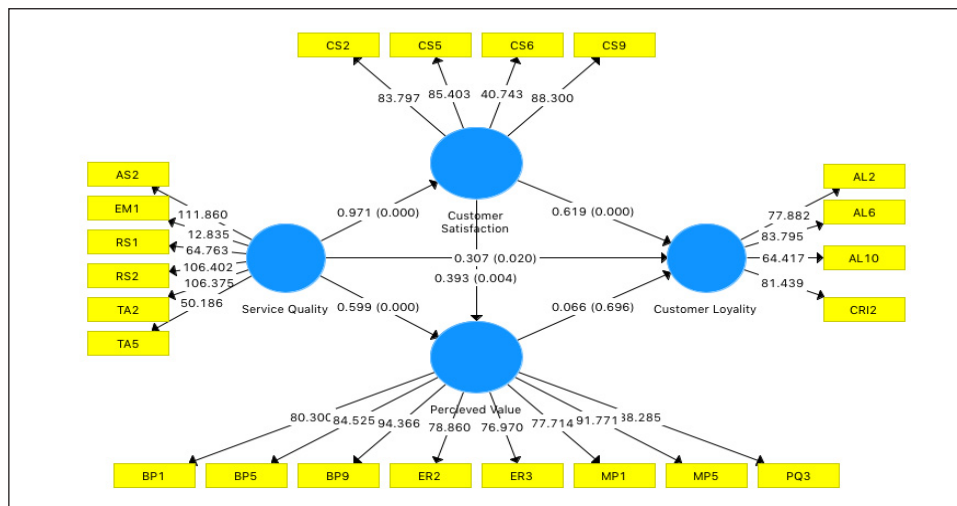 CS2 CS5 CS6 CS9
83.797 85.403 40.743 88.300
AS2
EM1
RS1
RS2
TA2
TA5
111.860
12.835
64.763
106.402
106.375
50.186
Service Quality
0.971 (0.000)
Customer
Satisfaction
0.619 (0.000)
0.307 (0.020)
0.393 (0.004)
0.599 (0.000)
0.066 (0.696)
Customer Loyality
77.882
83.795
64.417
81.439
AL2
AL6
AL10
CRI2
Percieved Value
80.300 84.525 94.366 78.860 76.970 77.714 91.771
BP1 BP5 BP9 ER2 ER3 MP1 MP5 PQ3